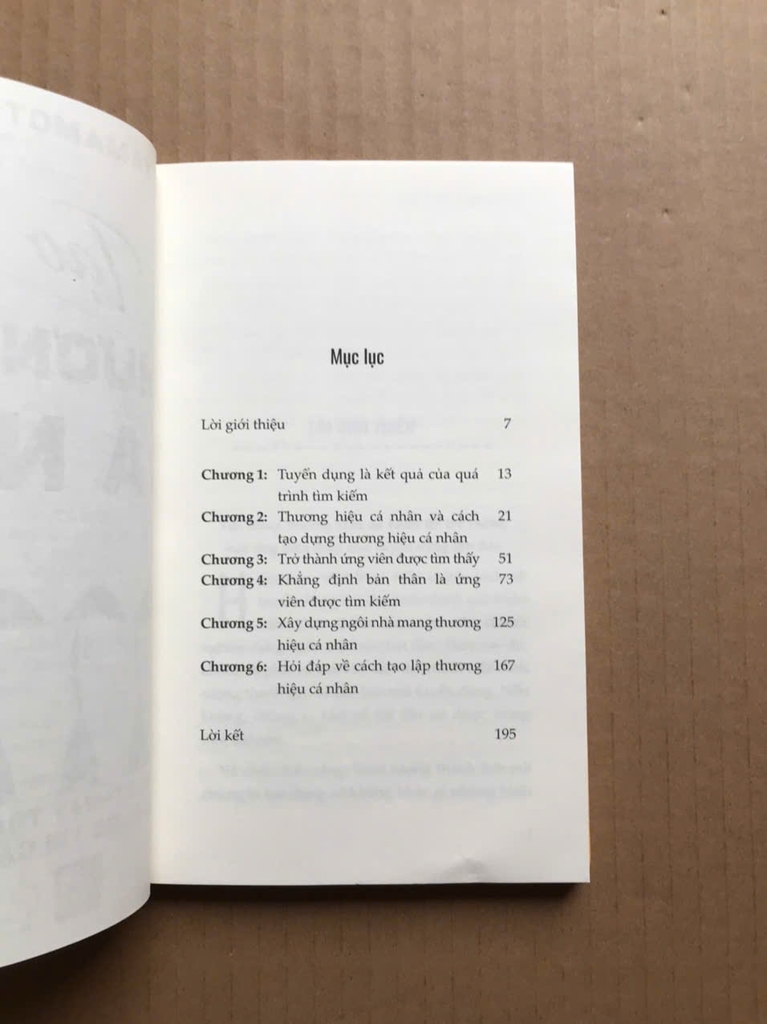 Mục lục
Lời giới thiệu 7
Chương 1: Tuyển dụng là kết quả của quá 13
trình tìm kiếm
Chương 2: Thương hiệu cá nhân và cách 21
tạo dựng thương hiệu cá nhân
Chương 3: Trở thành ứng viên được tìm thấy 51
Chương 4: Khẳng định bản thân là ứng 73
viên được tìm kiếm
Chương 5: Xây dựng ngôi nhà mang thương 125
hiệu cá nhân
Chương 6: Hỏi đáp về cách tạo lập thương 167
hiệu cá nhân
Lời kết 195